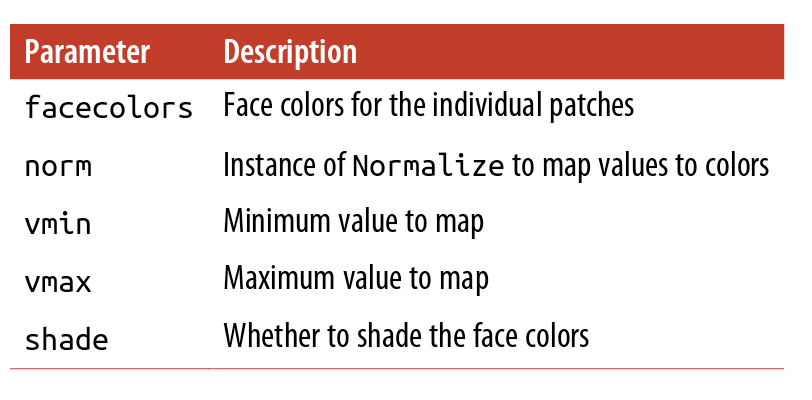 Parameter Description
facecolors Face colors for the individual patches
norm Instance of Normalize to map values to colors
vmin Minimum value to map
vmax Maximum value to map
shade Whether to shade the face colors